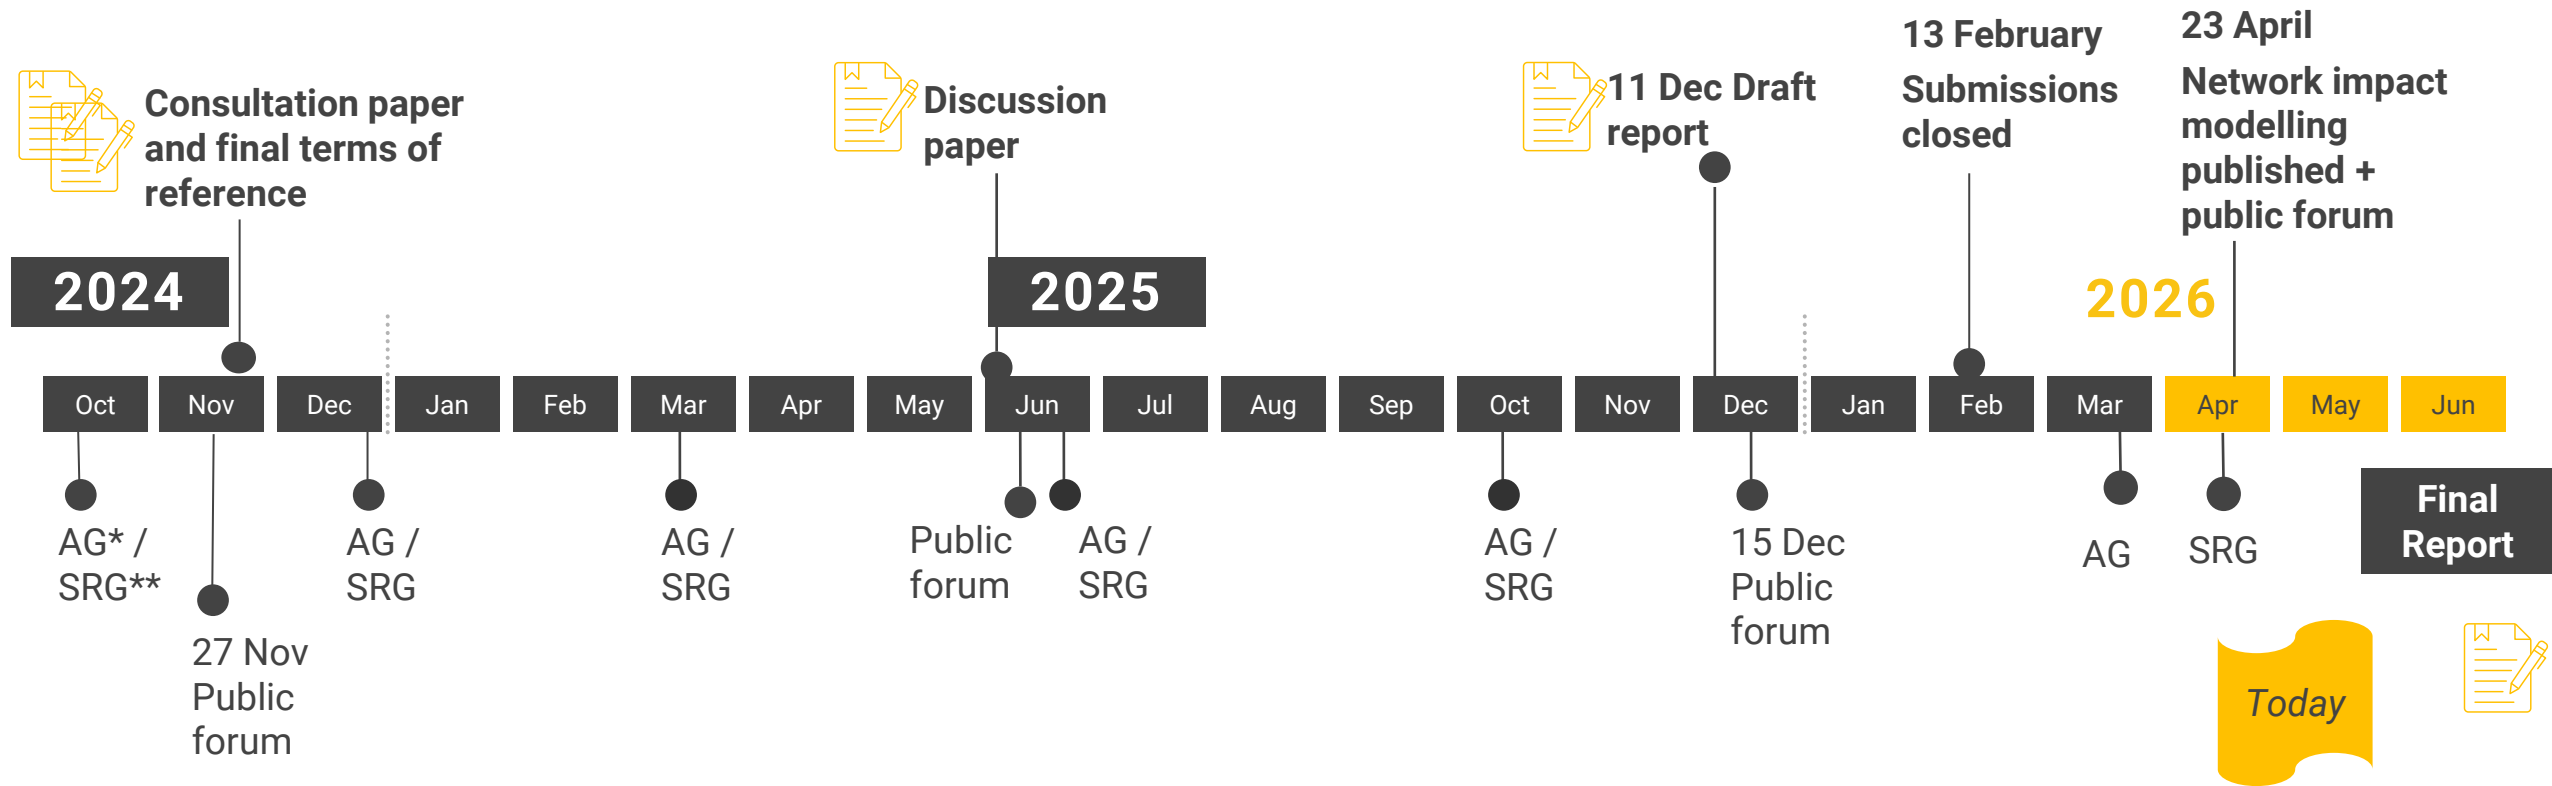 Consultation paper
and final terms of
reference
Discussion
paper
11 Dec Draft
report
13 February
Submissions
closed
23 April
Network impact
modelling
published +
public forum
2024
2025
2026
Oct
Nov
Dec
Jan
Feb
Mar
Apr
May
Jun
Jul
Aug
Sep
Oct
Nov
Dec
Jan
Feb
Mar
Apr
May
Jun
AG* /
SRG**
27 Nov
Public
forum
AG /
SRG
AG /
SRG
Public
forum
AG /
SRG
AG /
SRG
15 Dec
Public
forum
AG
SRG
Final
Report
Today